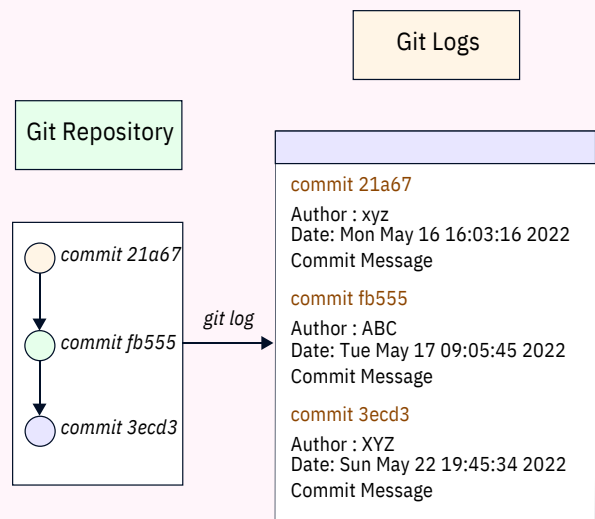 Git Logs
Git Repository
commit 21a67
commit fb555
commit 3ecd3
git log
commit 21a67
Author : xyz
Date: Mon May 16 16:03:16 2022
Commit Message
commit fb555
Author : ABC
Date: Tue May 17 09:05:45 2022
Commit Message
commit 3ecd3
Author : XYZ
Date: Sun May 22 19:45:34 2022
Commit Message